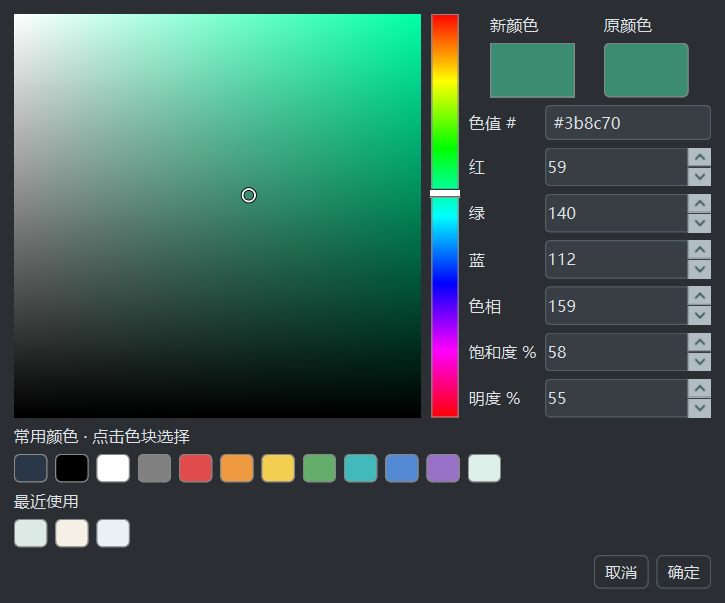 新颜色 原颜色
色值 # #3b8c70
红 59
绿 140
蓝 112
色相 159
饱和度 % 58
明度 % 55
常用颜色 · 点击色块选择
最近使用
取消 确定